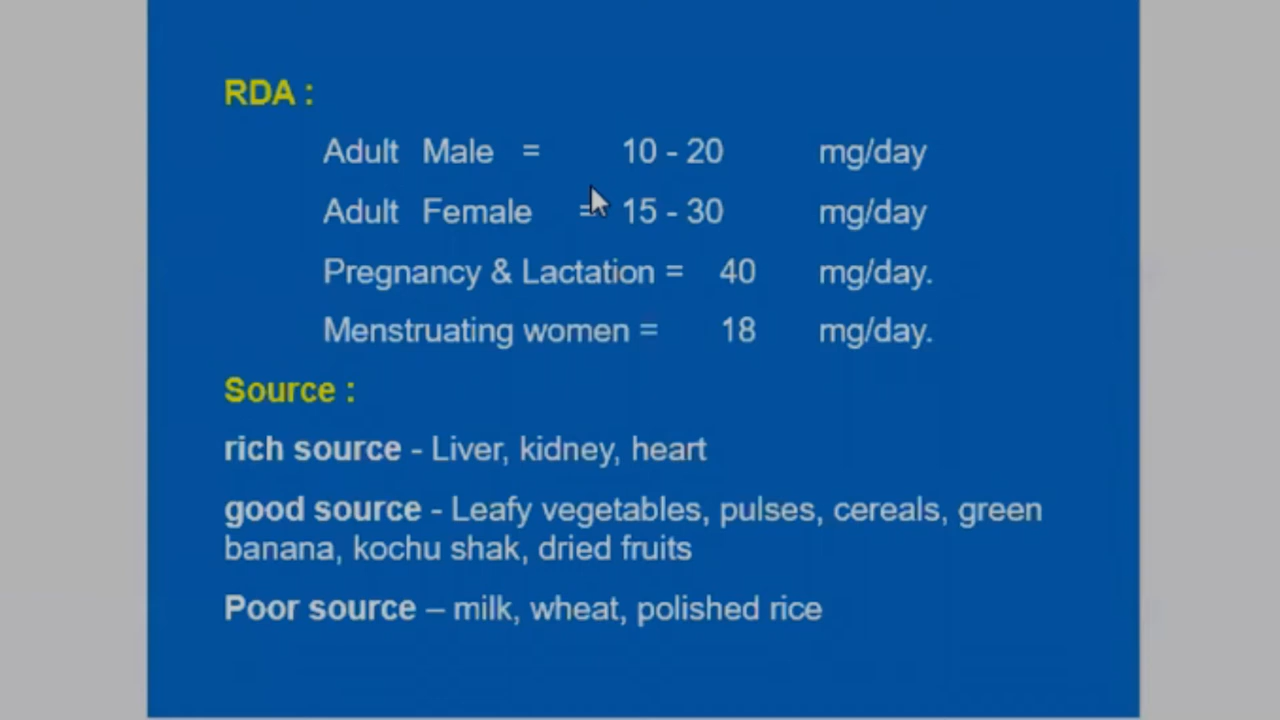 RDA :
Adult Male = 10 - 20 mg/day
Adult Female = 15 - 30 mg/day
Pregnancy & Lactation = 40 mg/day.
Menstruating women = 18 mg/day.
Source :
rich source - Liver, kidney, heart
good source - Leafy vegetables, pulses, cereals, green
banana, kochu shak, dried fruits
Poor source – milk, wheat, polished rice